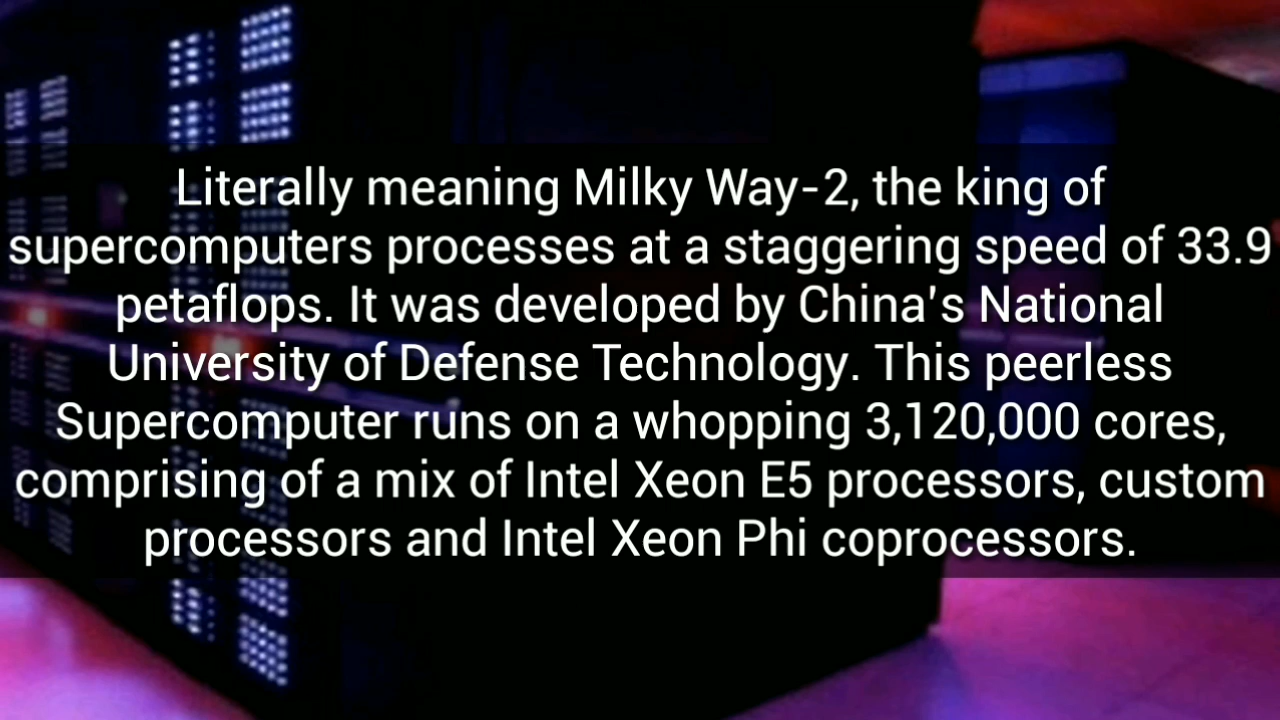 Literally meaning Milky Way-2, the king of
supercomputers processes at a staggering speed of 33.9
petaflops. It was developed by China's National
University of Defense Technology. This peerless
Supercomputer runs on a whopping 3,120,000 cores,
comprising of a mix of Intel Xeon E5 processors, custom
processors and Intel Xeon Phi coprocessors.